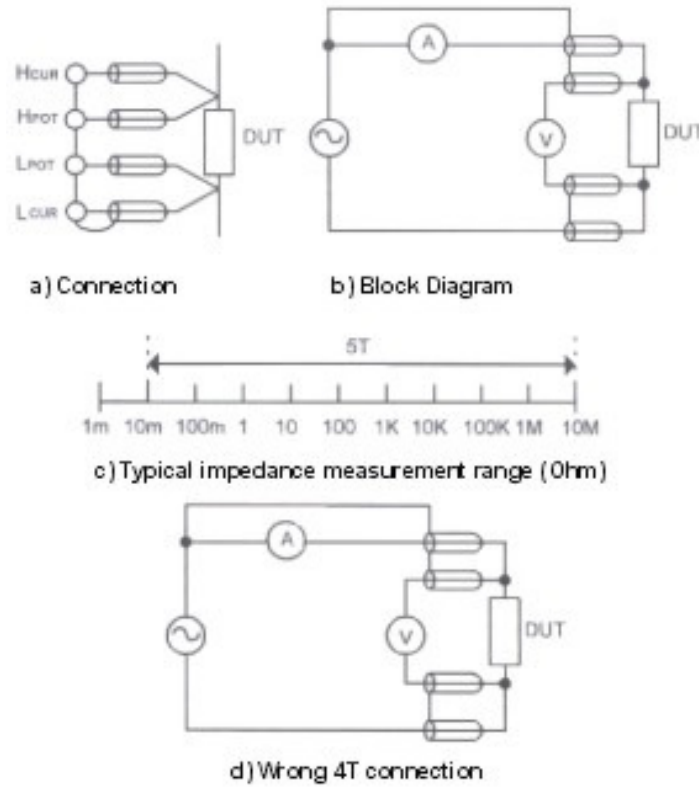 HCUR
HPOT
DUT
LPOT
LCUR
A
V
DUT
a) Connection
b) Block Diagram
5T
1m 10m 100m 1 10 100 1K 10K 100K 1M 10M
c) Typical impedance measurement range (Ohm)
A
V
DUT
d) Wrong 4T connection